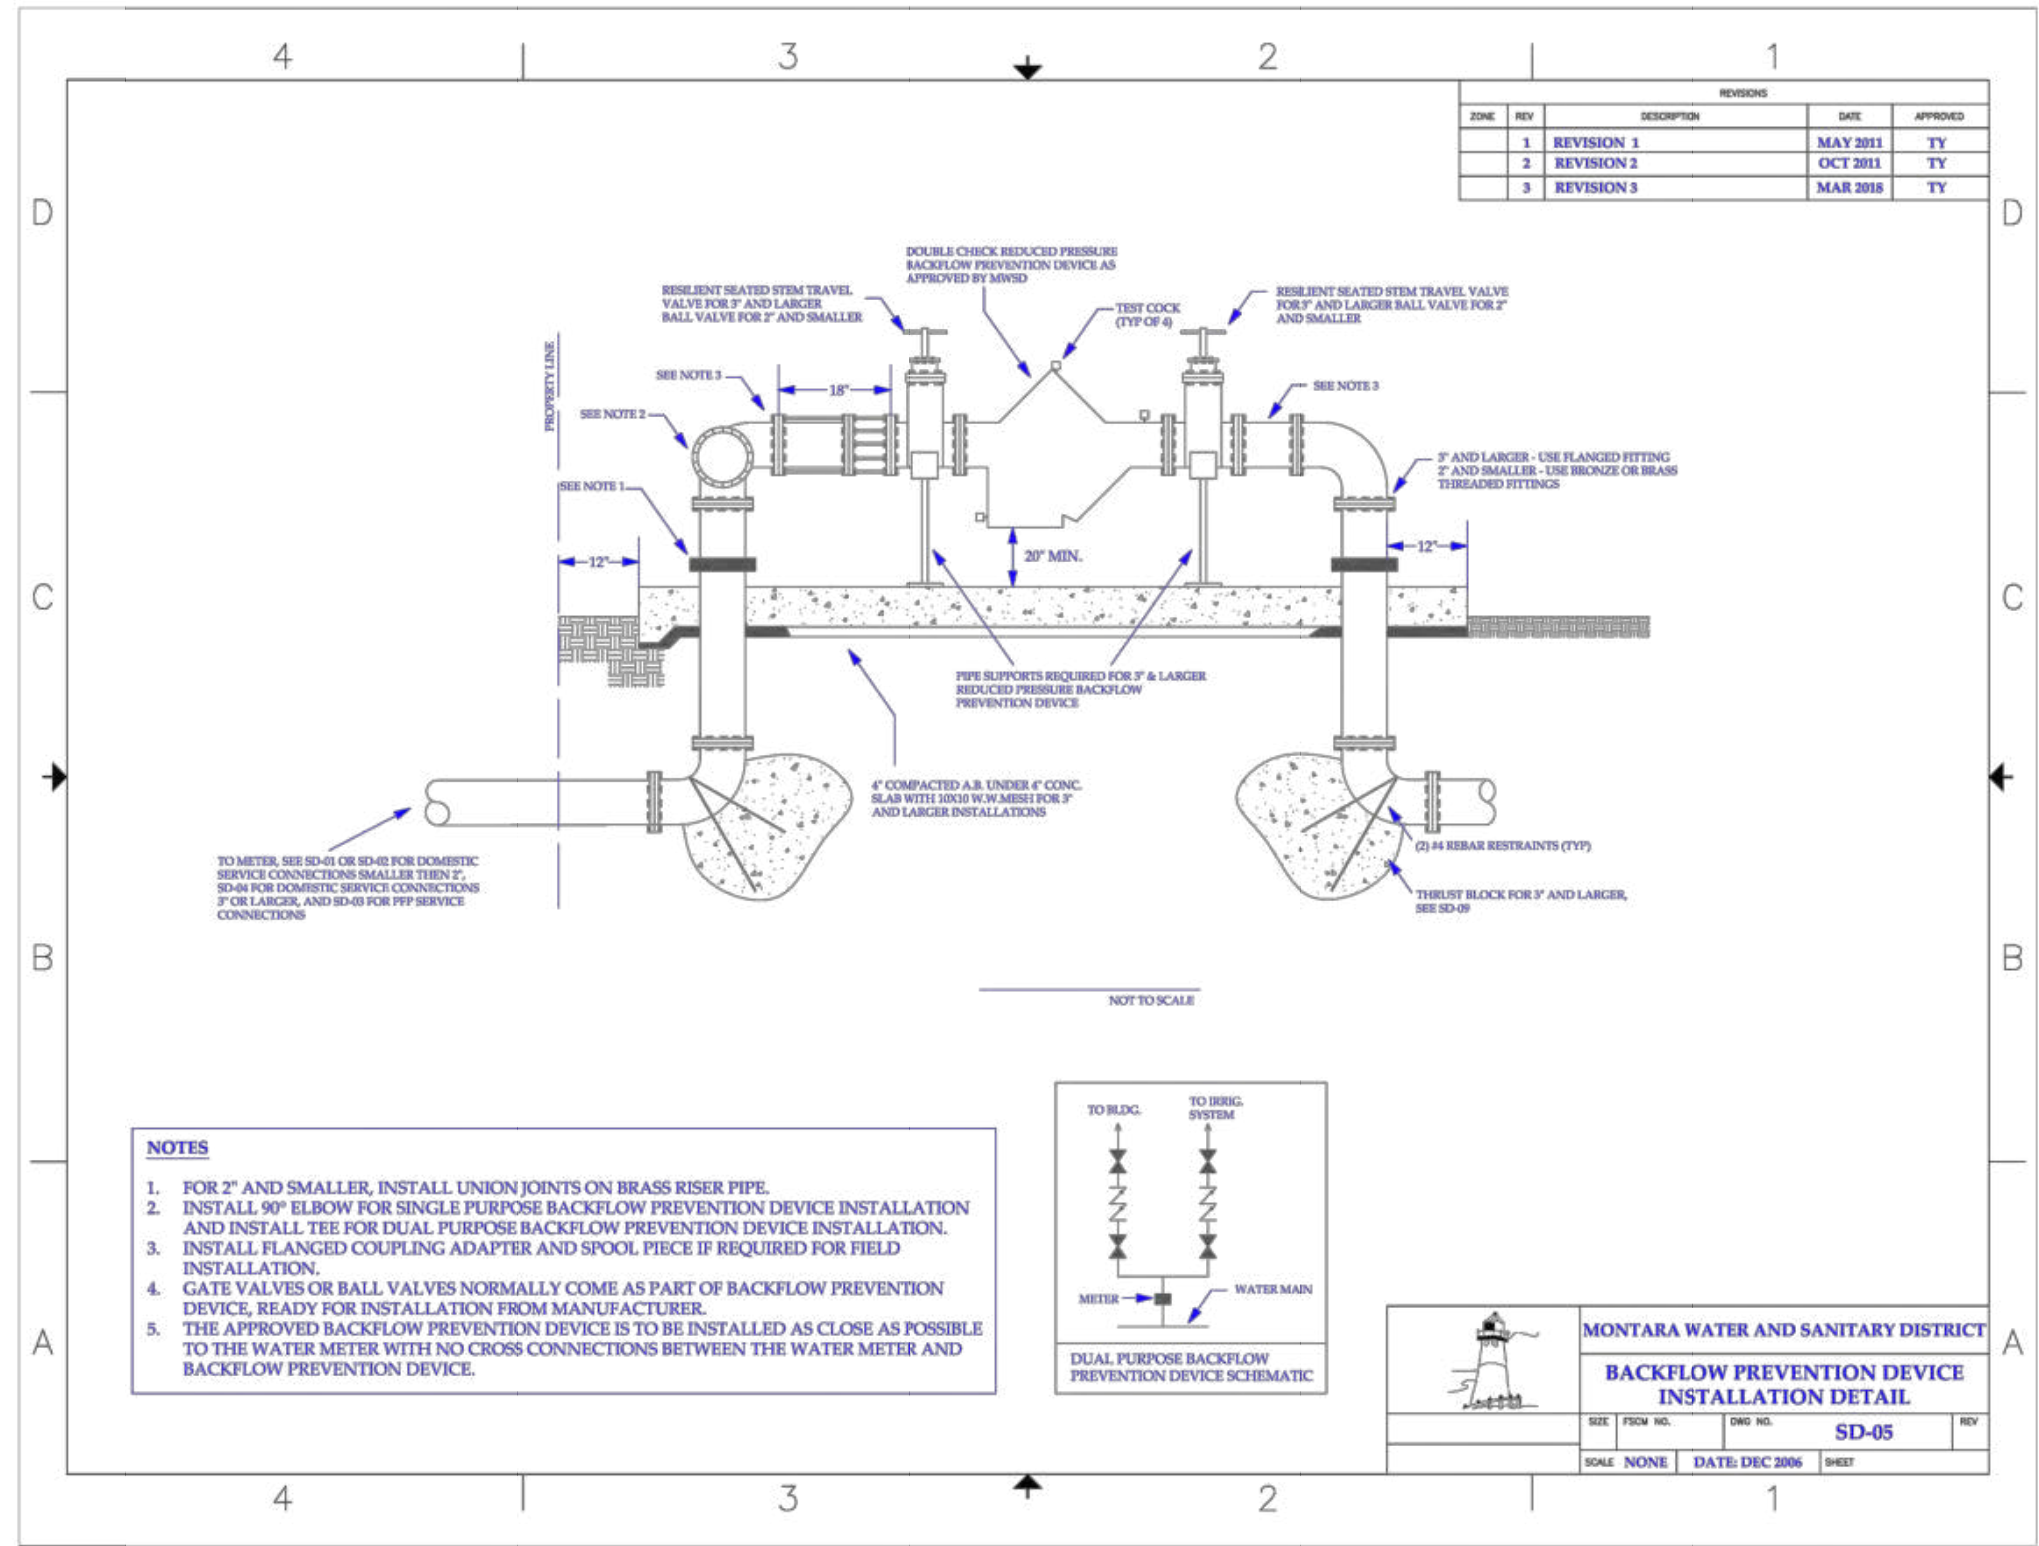 4 3 2 1
REVISIONS
ZONE REV DESCRIPTION DATE APPROVED
1 REVISION 1 MAY 2011 TY
2 REVISION 2 OCT 2011 TY
3 REVISION 3 MAR 2018 TY
D D
DOUBLE CHECK REDUCED PRESSURE
BACKFLOW PREVENTION DEVICE AS
APPROVED BY MWSD
RESILIENT SEATED STEM TRAVEL
VALVE FOR 3" AND LARGER
BALL VALVE FOR 2" AND SMALLER
TEST COCK
(TYP OF 4)
RESILIENT SEATED STEM TRAVEL VALVE
FOR 3" AND LARGER BALL VALVE FOR 2"
AND SMALLER
PROPERTY LINE
SEE NOTE 3
18"
SEE NOTE 3
SEE NOTE 2
3" AND LARGER - USE FLANGED FITTING
2" AND SMALLER - USE BRONZE OR BRASS
THREADED FITTINGS
SEE NOTE 1
12"
20" MIN.
12"
C C
PIPE SUPPORTS REQUIRED FOR 3" & LARGER
REDUCED PRESSURE BACKFLOW
PREVENTION DEVICE
4" COMPACTED A.B. UNDER 4" CONC.
SLAB WITH 10X10 W.W.MESH FOR 3"
AND LARGER INSTALLATIONS
TO METER, SEE SD-01 OR SD-02 FOR DOMESTIC
SERVICE CONNECTIONS SMALLER THEN 2",
SD-04 FOR DOMESTIC SERVICE CONNECTIONS
3" OR LARGER, AND SD-03 FOR PFP SERVICE
CONNECTIONS
(2) #4 REBAR RESTRAINTS (TYP)
THRUST BLOCK FOR 3" AND LARGER,
SEE SD-09
B B
NOT TO SCALE
NOTES
1. FOR 2" AND SMALLER, INSTALL UNION JOINTS ON BRASS RISER PIPE.
2. INSTALL 90° ELBOW FOR SINGLE PURPOSE BACKFLOW PREVENTION DEVICE INSTALLATION
AND INSTALL TEE FOR DUAL PURPOSE BACKFLOW PREVENTION DEVICE INSTALLATION.
3. INSTALL FLANGED COUPLING ADAPTER AND SPOOL PIECE IF REQUIRED FOR FIELD
INSTALLATION.
4. GATE VALVES OR BALL VALVES NORMALLY COME AS PART OF BACKFLOW PREVENTION
DEVICE, READY FOR INSTALLATION FROM MANUFACTURER.
5. THE APPROVED BACKFLOW PREVENTION DEVICE IS TO BE INSTALLED AS CLOSE AS POSSIBLE
TO THE WATER METER WITH NO CROSS CONNECTIONS BETWEEN THE WATER METER AND
BACKFLOW PREVENTION DEVICE.
TO BLDG.
TO IRRIG.
SYSTEM
METER
WATER MAIN
DUAL PURPOSE BACKFLOW
PREVENTION DEVICE SCHEMATIC
A A
MONTARA WATER AND SANITARY DISTRICT
BACKFLOW PREVENTION DEVICE
INSTALLATION DETAIL
SIZE FSCM NO. DWG NO. SD-05 REV
SCALE NONE DATE: DEC 2006 SHEET
4 3 2 1